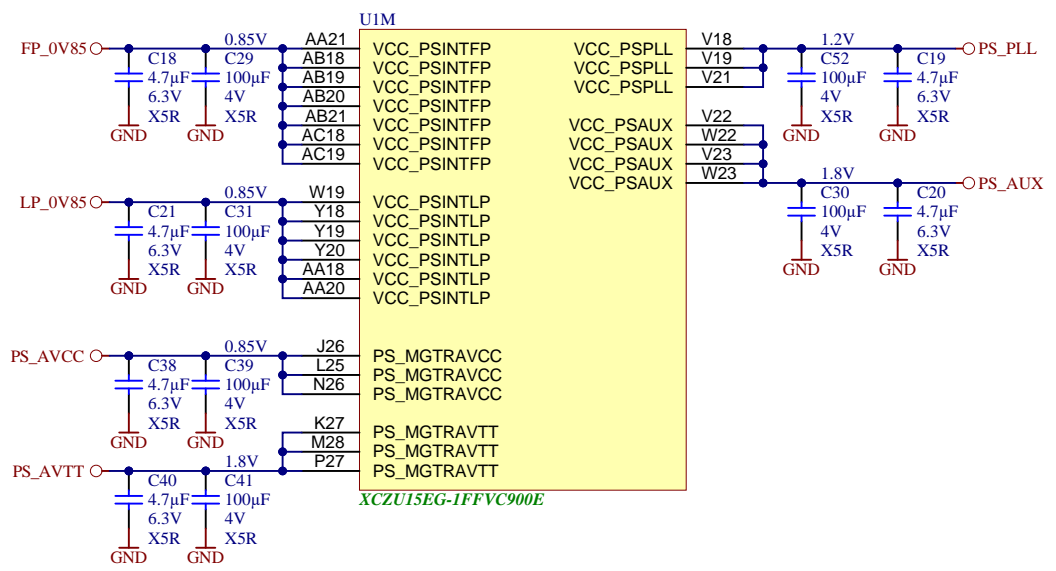 U1M
FP_0V85
0.85V
C18
4.7µF
6.3V
X5R
GND
C29
100µF
4V
X5R
GND
AA21 VCC_PSINTFP
AB18 VCC_PSINTFP
AB19 VCC_PSINTFP
AB20 VCC_PSINTFP
AB21 VCC_PSINTFP
AC18 VCC_PSINTFP
AC19 VCC_PSINTFP
LP_0V85
0.85V
C21
4.7µF
6.3V
X5R
GND
C31
100µF
4V
X5R
GND
W19 VCC_PSINTLP
Y18 VCC_PSINTLP
Y19 VCC_PSINTLP
Y20 VCC_PSINTLP
AA18 VCC_PSINTLP
AA20 VCC_PSINTLP
PS_AVCC
0.85V
C38
4.7µF
6.3V
X5R
GND
C39
100µF
4V
X5R
GND
J26 PS_MGTRAVCC
L25 PS_MGTRAVCC
N26 PS_MGTRAVCC
PS_AVTT
1.8V
C40
4.7µF
6.3V
X5R
GND
C41
100µF
4V
X5R
GND
K27 PS_MGTRAVTT
M28 PS_MGTRAVTT
P27 PS_MGTRAVTT
VCC_PSPLL V18
VCC_PSPLL V19
VCC_PSPLL V21
1.2V
PS_PLL
C52
100µF
4V
X5R
GND
C19
4.7µF
6.3V
X5R
GND
VCC_PSAUX V22
VCC_PSAUX W22
VCC_PSAUX V23
VCC_PSAUX W23
1.8V
PS_AUX
C30
100µF
4V
X5R
GND
C20
4.7µF
6.3V
X5R
GND
XCZU15EG-1FFVC900E